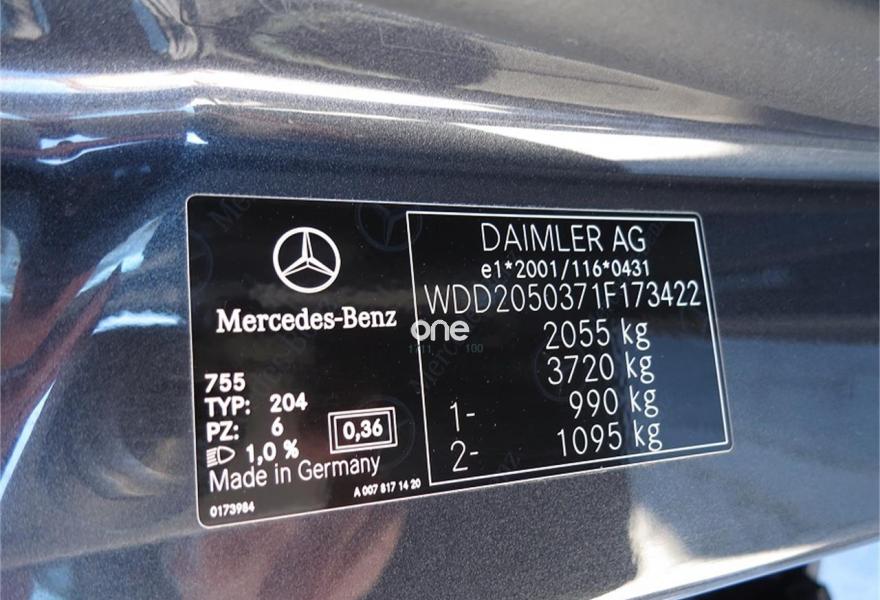 Mercedes-Benz
755
TYP: 204
PZ: 6
0,36
1,0 %
Made in Germany
A 007 817 14 20
0173984
DAIMLER AG
e1*2001/116*0431
WDD2050371F173422
one
2055 kg
3720 kg
1- 990 kg
2- 1095 kg